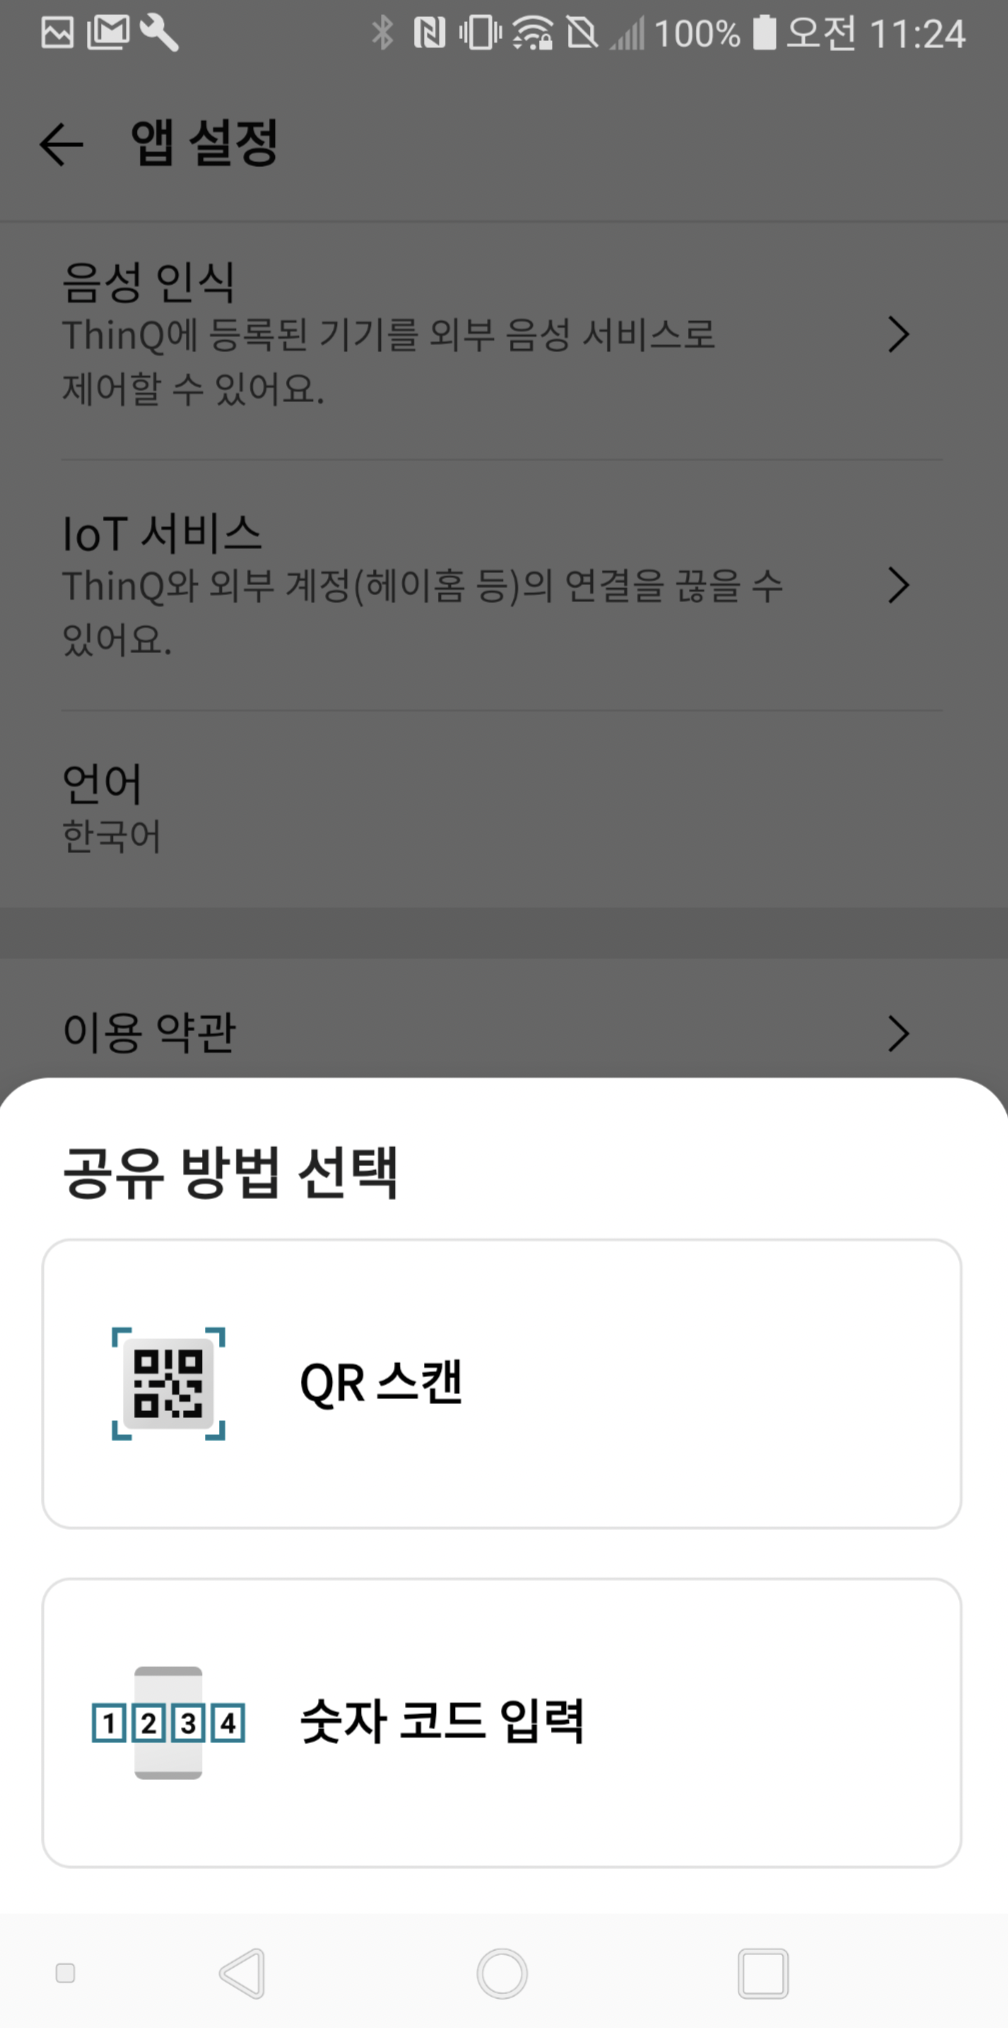 100% 오전 11:24
앱 설정
음성 인식
ThinQ에 등록된 기기를 외부 음성 서비스로
제어할 수 있어요.
IoT 서비스
ThinQ와 외부 계정(헤이홈 등)의 연결을 끊을 수
있어요.
언어
한국어
이용 약관
공유 방법 선택
QR 스캔
1 2 3 4 숫자 코드 입력